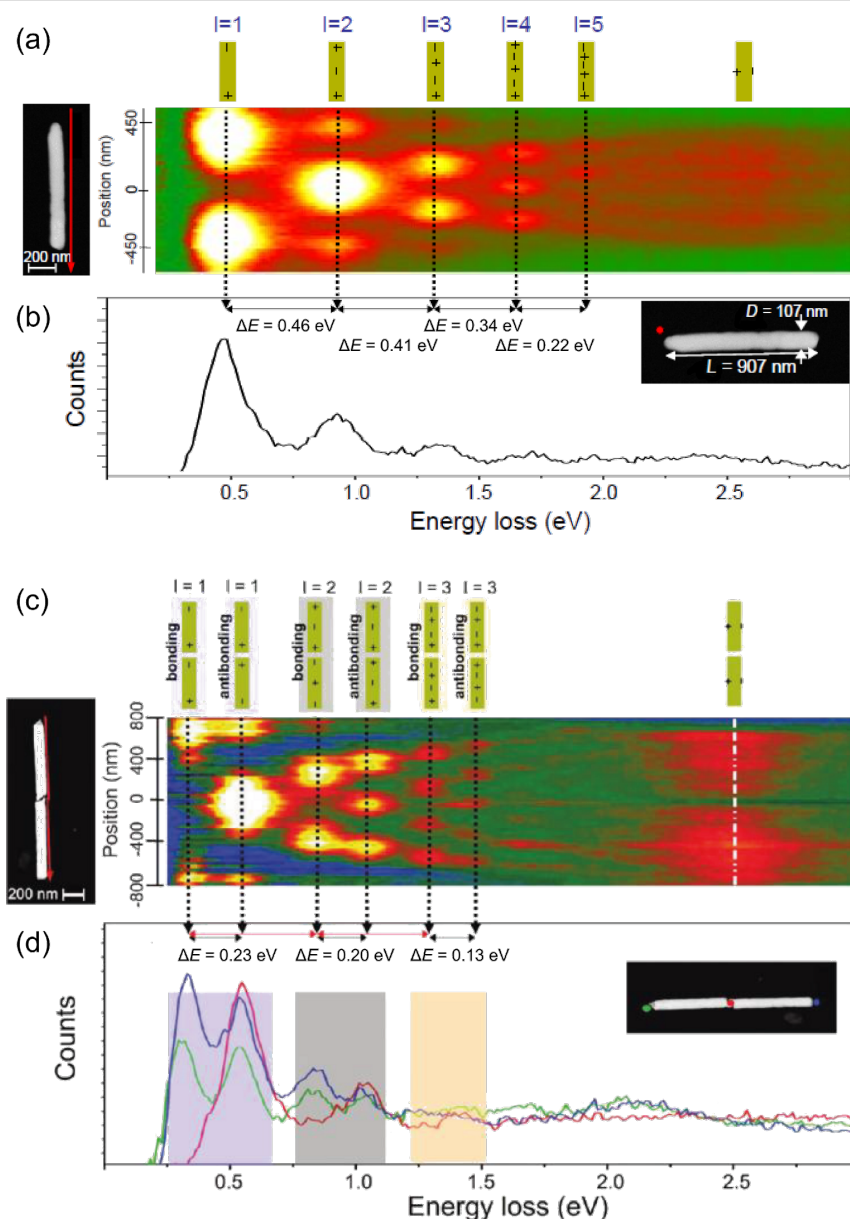 (a)
l=1 l=2 l=3 l=4 l=5
Position (nm)
450
0
-450
200 nm
(b)
ΔE = 0.46 eV
ΔE = 0.41 eV
ΔE = 0.34 eV
ΔE = 0.22 eV
D = 107 nm
L = 907 nm
Counts
0.5 1.0 1.5 2.0 2.5
Energy loss (eV)
(c)
l = 1 l = 1 l = 2 l = 2 l = 3 l = 3
bonding
antibonding
bonding
antibonding
bonding
antibonding
Position (nm)
800
400
0
-400
-800
200 nm
(d)
ΔE = 0.23 eV
ΔE = 0.20 eV
ΔE = 0.13 eV
Counts
0.5 1.0 1.5 2.0 2.5
Energy loss (eV)